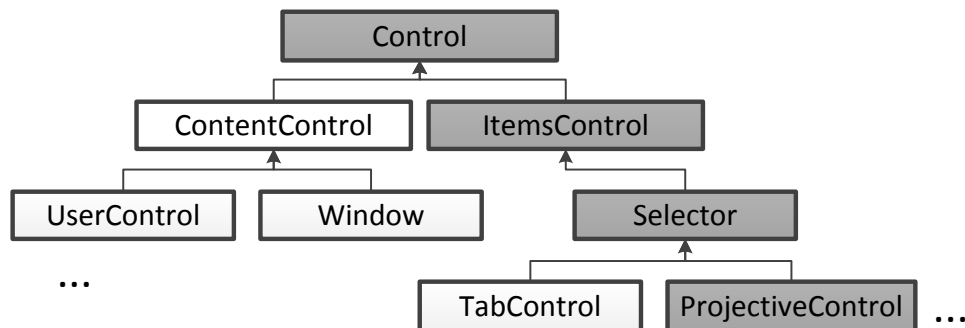 Control
ContentControl ItemsControl
UserControl Window Selector
...
TabControl ProjectiveControl ...